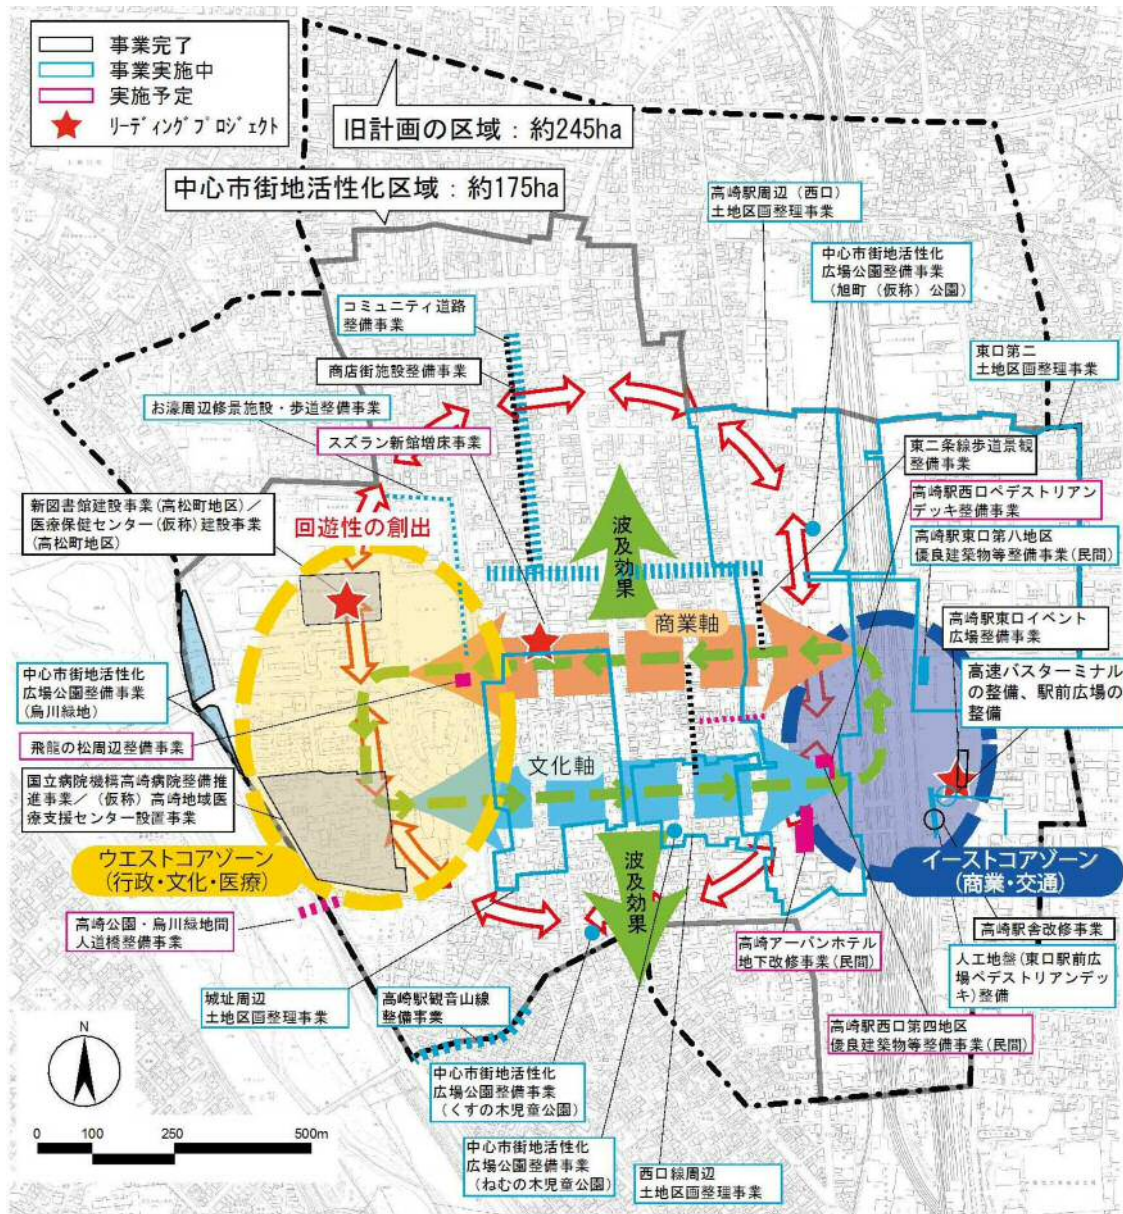 事業完了
事業実施中
実施予定
リーディングプロジェクト
旧計画の区域：約245ha
中心市街地活性化区域：約175ha
高崎駅周辺（西口）
土地区画整理事業
中心市街地活性化
広場公園整備事業
（旭町（仮称）公園）
コミュニティ道路
整備事業
商店街施設整備事業
お濠周辺修景施設・歩道整備事業
スズラン新館増床事業
東口第二
土地区画整理事業
東二条線歩道景観
整備事業
高崎駅西口ペデストリアン
デッキ整備事業
高崎駅東口第八地区
優良建築物等整備事業(民間)
新図書館建設事業(高松町地区)／
医療保健センター(仮称)建設事業
(高松町地区)
回遊性の創出
波及効果
商業軸
高崎駅東口イベント
広場整備事業
高速バスターミナル
の整備、駅前広場の
整備
中心市街地活性化
広場公園整備事業
(烏川緑地)
飛龍の松周辺整備事業
国立病院機構高崎病院整備推
進事業／（仮称）高崎地域医
療支援センター設置事業
文化軸
波及効果
ウエストコアゾーン
(行政・文化・医療)
イーストコアゾーン
(商業・交通)
高崎公園・烏川緑地間
人道橋整備事業
高崎アーバンホテル
地下改修事業(民間)
高崎駅舎改修事業
人工地盤(東口駅前広
場ペデストリアンデッ
キ)整備
城址周辺
土地区画整理事業
高崎駅観音山線
整備事業
高崎駅西口第四地区
優良建築物等整備事業(民間)
中心市街地活性化
広場公園整備事業
(くすの木児童公園)
中心市街地活性化
広場公園整備事業
(ねむの木児童公園)
西口線周辺
土地区画整理事業
N
0 100 250 500m